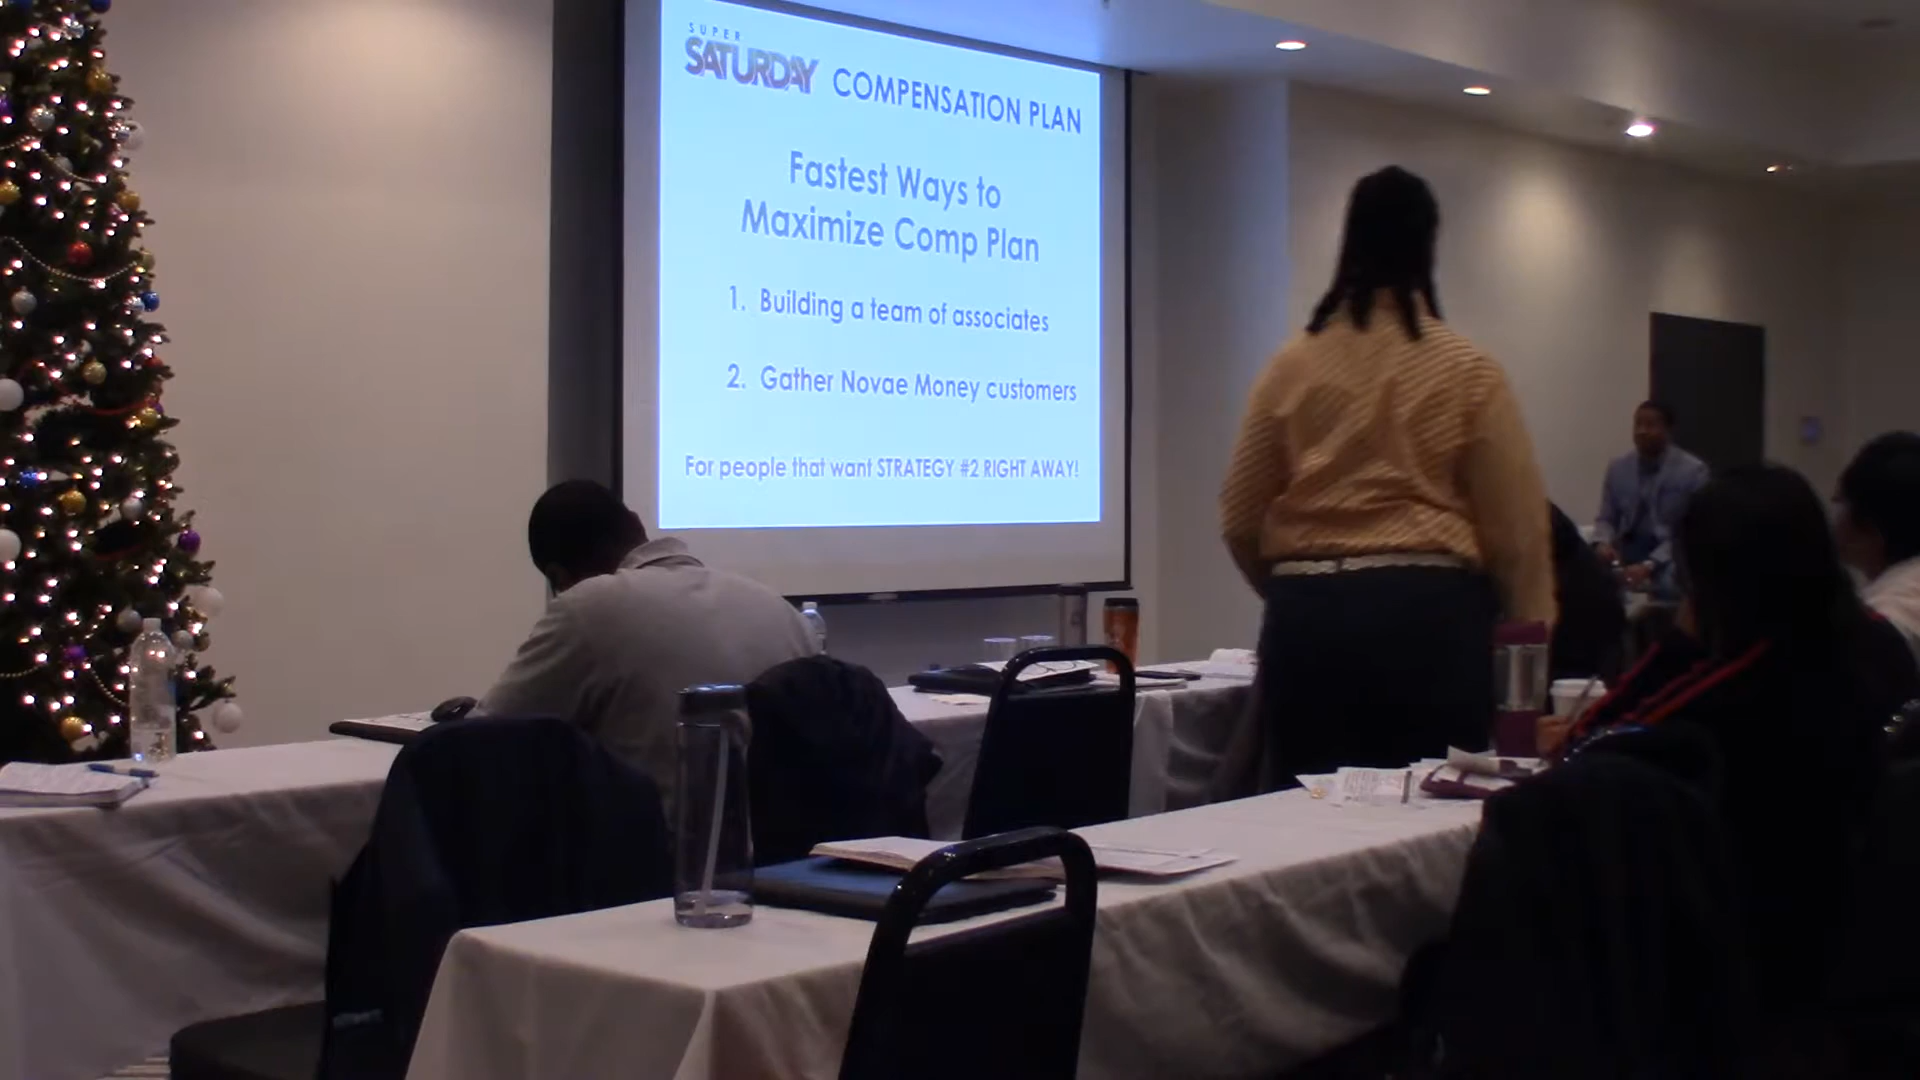 SUPER
SATURDAY COMPENSATION PLAN
Fastest Ways to
Maximize Comp Plan
1. Building a team of associates
2. Gather Novae Money customers
For people that want STRATEGY #2 RIGHT AWAY!